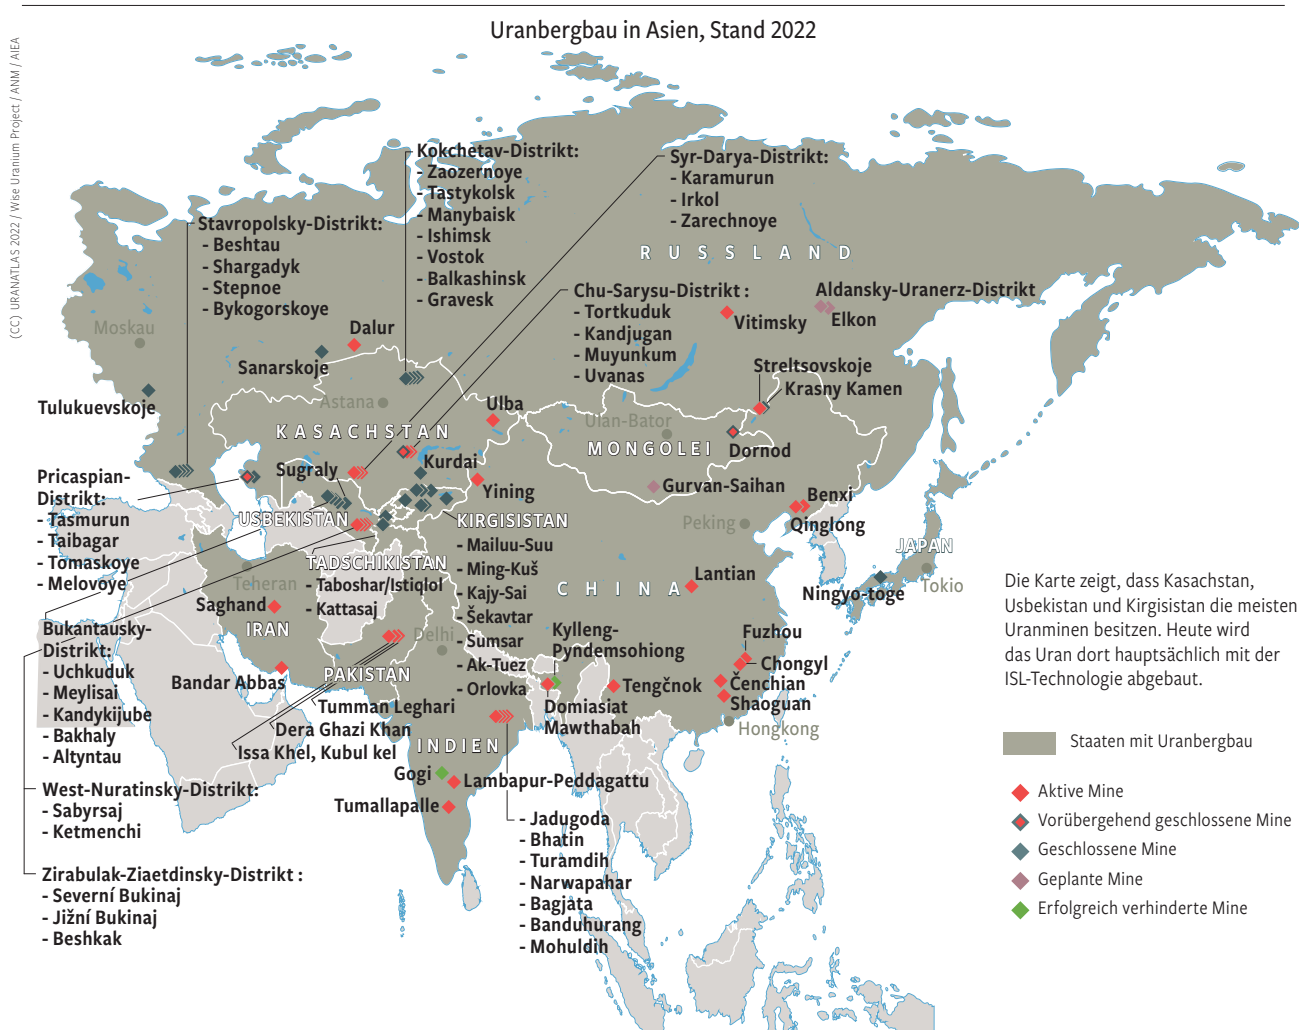 Uranbergbau in Asien, Stand 2022
(CC) URANATLAS 2022 / Wise Uranium Project / ANM / AIEA
Kokchetav-Distrikt:
- Zaozernoye
- Tastykolsk
- Manybaisk
- Ishimsk
- Vostok
- Balkashinsk
- Gravesk
Syr-Darya-Distrikt:
- Karamurun
- Irkol
- Zarechnoye
Stavropolsky-Distrikt:
- Beshtau
- Shargadyk
- Stepnoe
- Bykogorskoye
RUSSLAND
Chu-Sarysu-Distrikt :
- Tortkuduk
- Kandjugan
- Muyunkum
- Uvanas
Aldansky-Uranerz-Distrikt
Elkon
Vitimsky
Moskau
Dalur
Sanarskoje
Streltsovskoje
Krasny Kamen
Tulukuevskoje
Astana
Ulba
Ulan-Bator
KASACHSTAN
MONGOLEI
Dornod
Sugraly
Kurdai
Yining
Gurvan-Saihan
Benxi
Qinglong
Pricaspian-
Distrikt:
- Tasmurun
- Taibagar
- Tomaskoye
- Melovoye
USBEKISTAN
KIRGISISTAN
- Mailuu-Suu
- Ming-Kuš
- Kajy-Sai
- Šekavtar
- Sumsar
- Ak-Tuez
- Orlovka
Peking
JAPAN
Tokio
Ningyo-toge
TADSCHIKISTAN
- Taboshar/Istiqlol
- Kattasaj
Teheran
Saghand
IRAN
CHINA
Lantian
Delhi
Bandar Abbas
PAKISTAN
Tumman Leghari
Dera Ghazi Khan
Issa Khel, Kubul kel
Kylleng-
Pyndemsohiong
Domiasiat
Mawthabah
Tengčnok
Fuzhou
Chongyl
Čenchian
Shaoguan
Hongkong
Bukantausky-
Distrikt:
- Uchkuduk
- Meylisai
- Kandykijube
- Bakhaly
- Altyntau
West-Nuratinsky-Distrikt:
- Sabyrsaj
- Ketmenchi
Zirabulak-Ziaetdinsky-Distrikt :
- Severní Bukinaj
- Jižní Bukinaj
- Beshkak
INDIEN
Gogi
Lambapur-Peddagattu
Tumallapalle
- Jadugoda
- Bhatin
- Turamdih
- Narwapahar
- Bagjata
- Banduhurang
- Mohuldih
Die Karte zeigt, dass Kasachstan,
Usbekistan und Kirgisistan die meisten
Uranminen besitzen. Heute wird
das Uran dort hauptsächlich mit der
ISL-Technologie abgebaut.
Staaten mit Uranbergbau
Aktive Mine
Vorübergehend geschlossene Mine
Geschlossene Mine
Geplante Mine
Erfolgreich verhinderte Mine